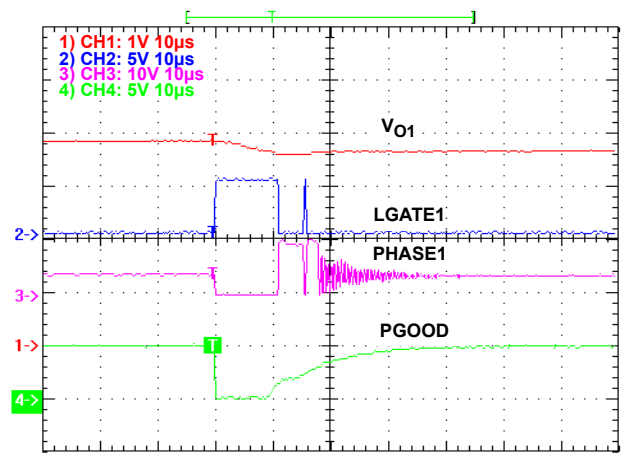 1) CH1: 1V 10µs
2) CH2: 5V 10µs
3) CH3: 10V 10µs
4) CH4: 5V 10µs
T
VO1
T
2->
LGATE1
PHASE1
T
3->
PGOOD
1->
T
4->